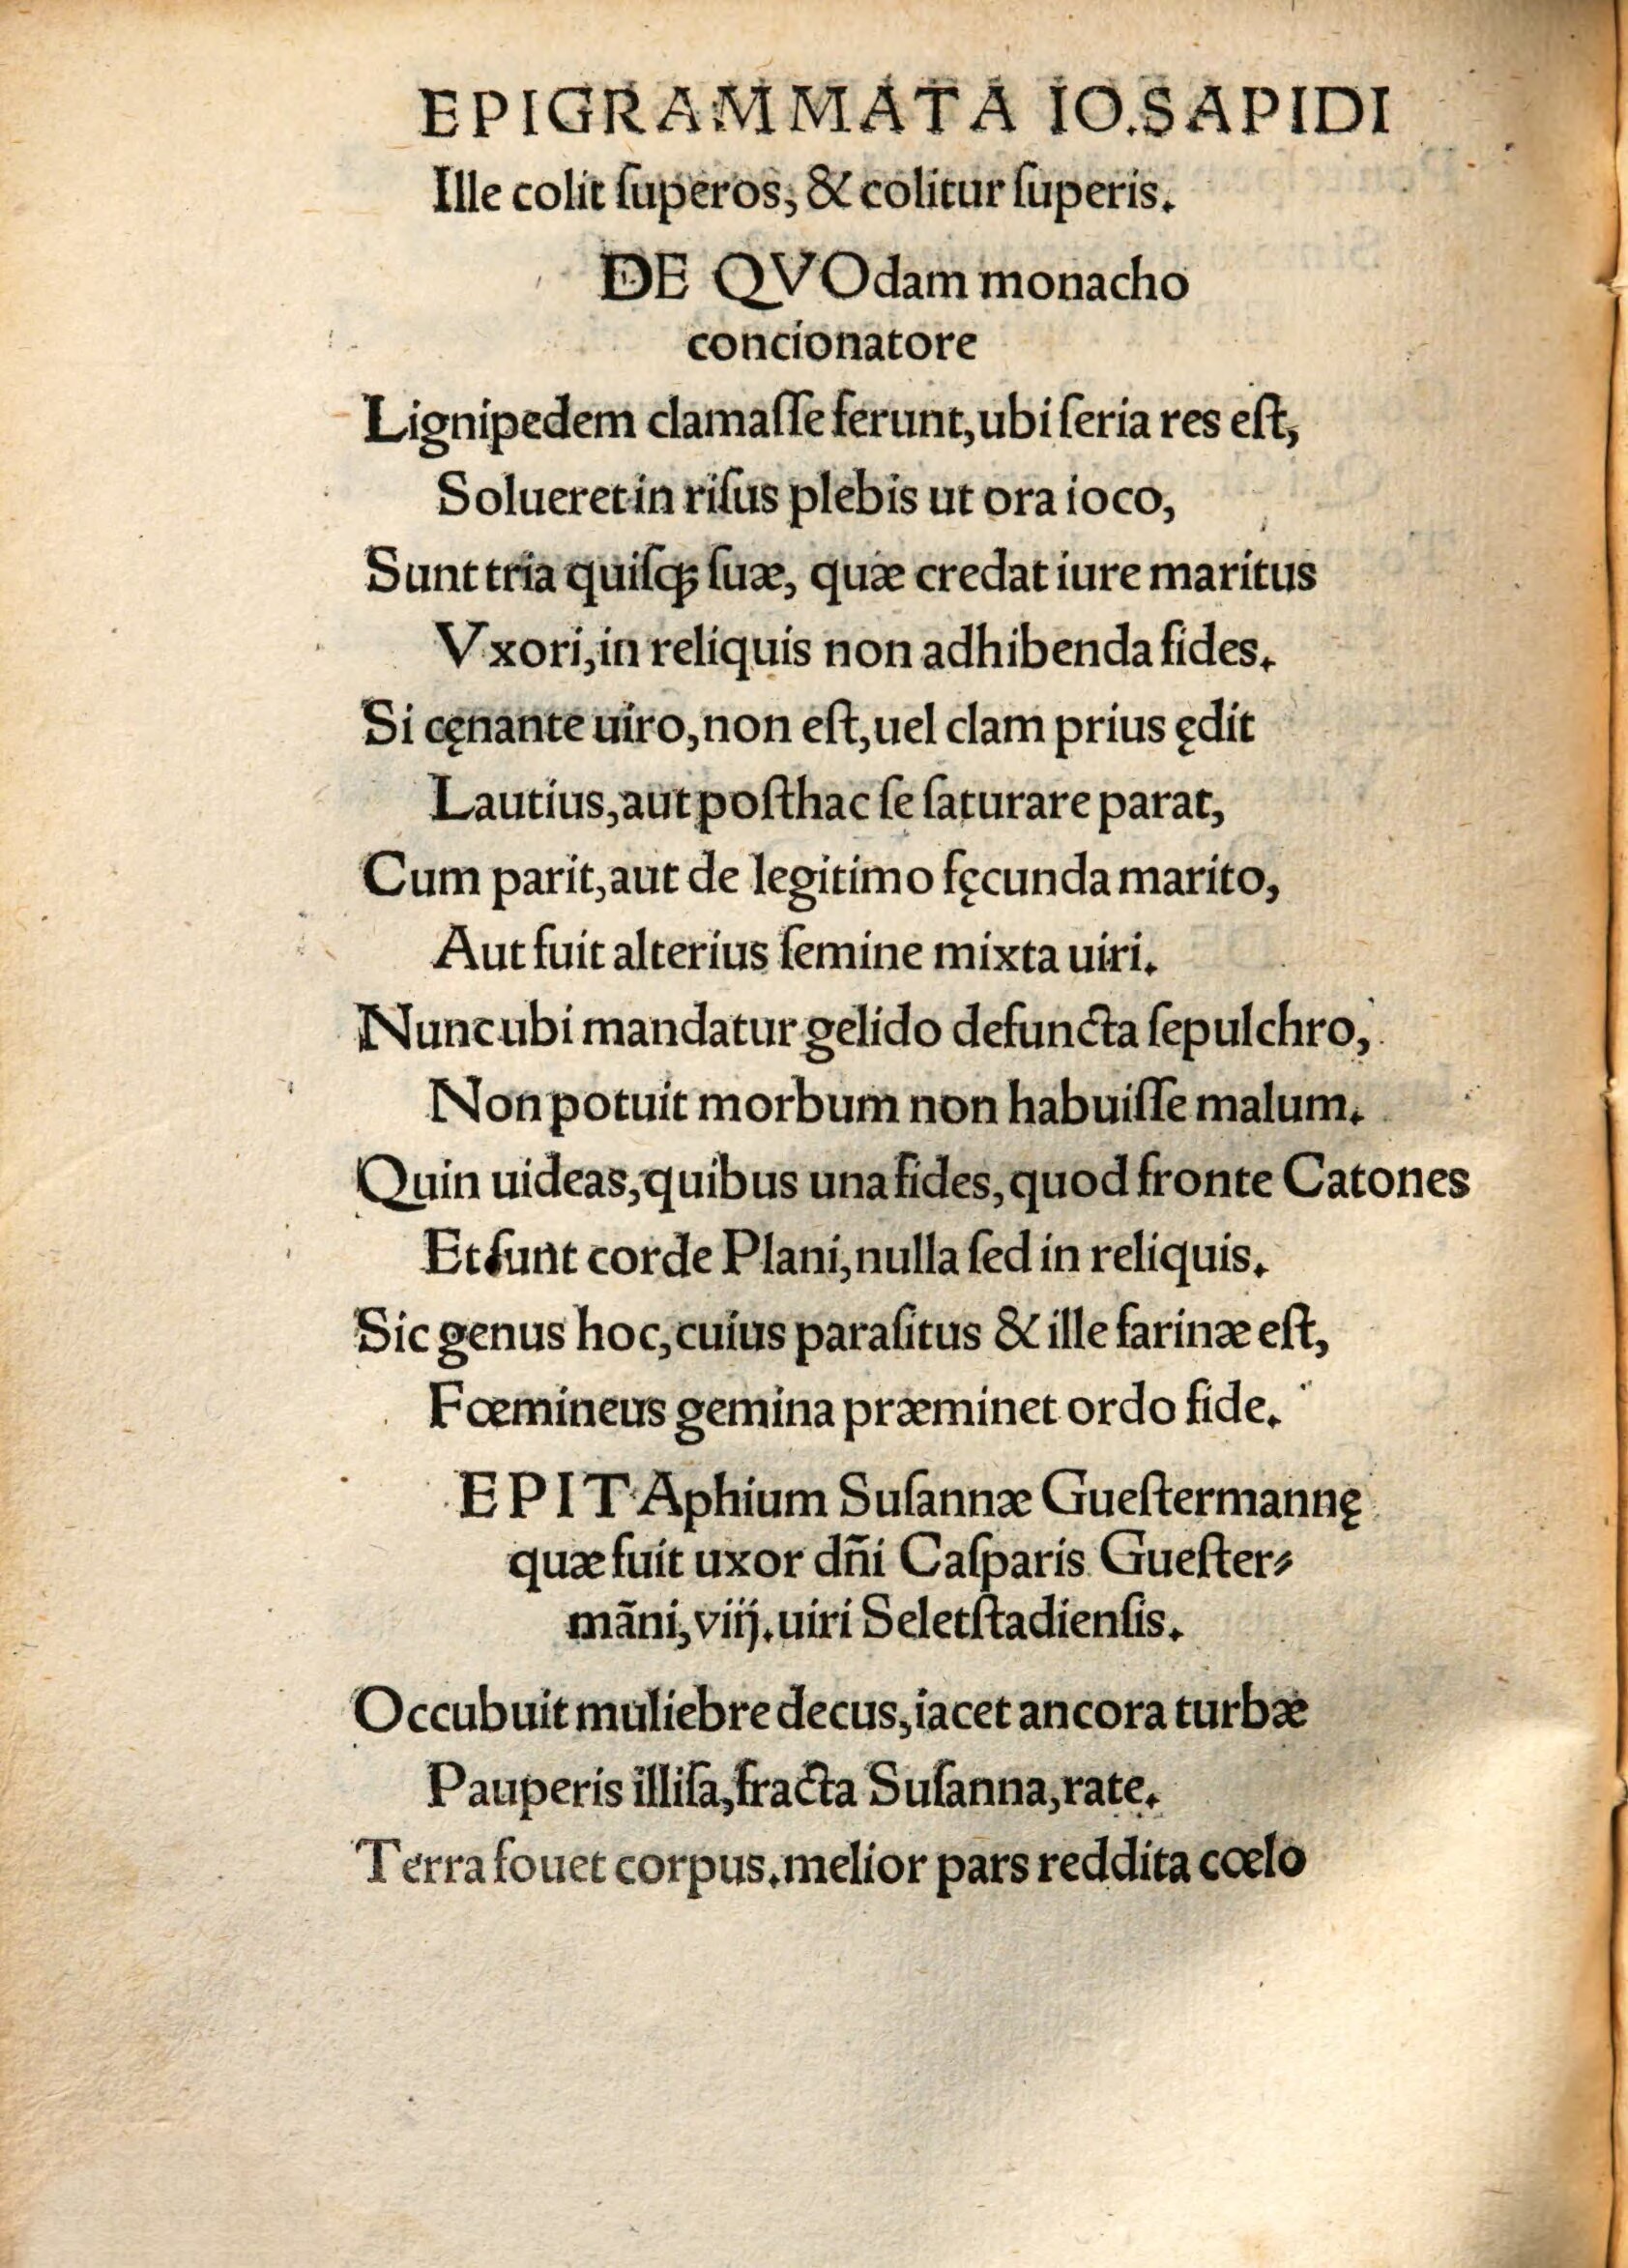 EPIGRAMMATA IO.SAPIDI
Ille colit ſuperos, & colitur ſuperis.
DE QVOdam monacho
concionatore
Lignipedem clamaſſe ferunt, ubi ſeria res eſt,
Solueret in riſus plebis ut ora ioco,
Sunt tria quiſqꝫ ſuæ, quæ credat iure maritus
Vxori, in reliquis non adhibenda fides.
Si cęnante uiro, non eſt, uel clam prius ędit
Lautius, aut poſthac ſe ſaturare parat,
Cum parit, aut de legitimo fęcunda marito,
Aut fuit alterius ſemine mixta uiri.
Nunc ubi mandatur gelido defuncta ſepulchro,
Non potuit morbum non habuiſſe malum.
Quin uideas, quibus una fides, quod fronte Catones
Et ſunt corde Plani, nulla ſed in reliquis.
Sic genus hoc, cuius paraſitus & ille farinæ eſt,
Fœmineus gemina præminet ordo fide.
EPITAphium Suſannæ Gueſtermannę
quæ fuit uxor dn̄i Caſparis Gueſter⸗
māni, viij. uiri Seletſtadienſis.
Occubuit muliebre decus, iacet ancora turbæ
Pauperis illiſa, fracta Suſanna, rate.
Terra fouet corpus. melior pars reddita cœlo